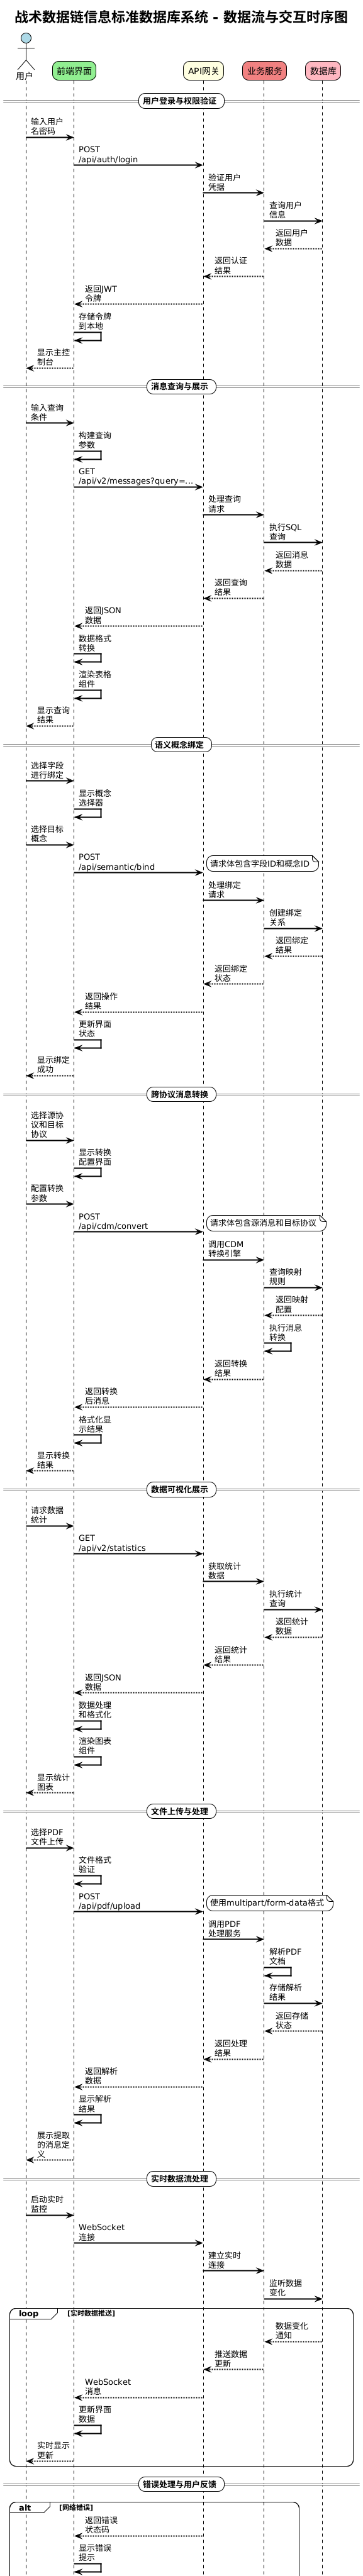 战术数据链信息标准数据库系统 - 数据流与交互时序图
用户
前端界面
API网关
业务服务
数据库
用户登录与权限验证
输入用户
名密码
POST
/api/auth/login
验证用户
凭据
查询用户
信息
返回用户
数据
返回认证
结果
返回JWT
令牌
存储令牌
到本地
显示主控
制台
消息查询与展示
输入查询
条件
构建查询
参数
GET
/api/v2/messages?query=...
处理查询
请求
执行SQL
查询
返回消息
数据
返回查询
结果
返回JSON
数据
数据格式
转换
渲染表格
组件
显示查询
结果
语义概念绑定
选择字段
进行绑定
显示概念
选择器
选择目标
概念
POST
/api/semantic/bind
请求体包含字段ID和概念ID
处理绑定
请求
创建绑定
关系
返回绑定
结果
返回绑定
状态
返回操作
结果
更新界面
状态
显示绑定
成功
跨协议消息转换
选择源协
议和目标
协议
显示转换
配置界面
配置转换
参数
POST
/api/cdm/convert
请求体包含源消息和目标协议
调用CDM
转换引擎
查询映射
规则
返回映射
配置
执行消息
转换
返回转换
结果
返回转换
后消息
格式化显
示结果
显示转换
结果
数据可视化展示
请求数据
统计
GET
/api/v2/statistics
获取统计
数据
执行统计
查询
返回统计
数据
返回统计
结果
返回JSON
数据
数据处理
和格式化
渲染图表
组件
显示统计
图表
文件上传与处理
选择PDF
文件上传
文件格式
验证
POST
/api/pdf/upload
使用multipart/form-data格式
调用PDF
处理服务
解析PDF
文档
存储解析
结果
返回存储
状态
返回处理
结果
返回解析
数据
显示解析
结果
展示提取
的消息定
义
实时数据流处理
启动实时
监控
WebSocket
连接
建立实时
连接
监听数据
变化
loop
[实时数据推送]
数据变化
通知
推送数据
更新
WebSocket
消息
更新界面
数据
实时显示
更新
错误处理与用户反馈
alt
[网络错误]
返回错误
状态码
显示错误
提示